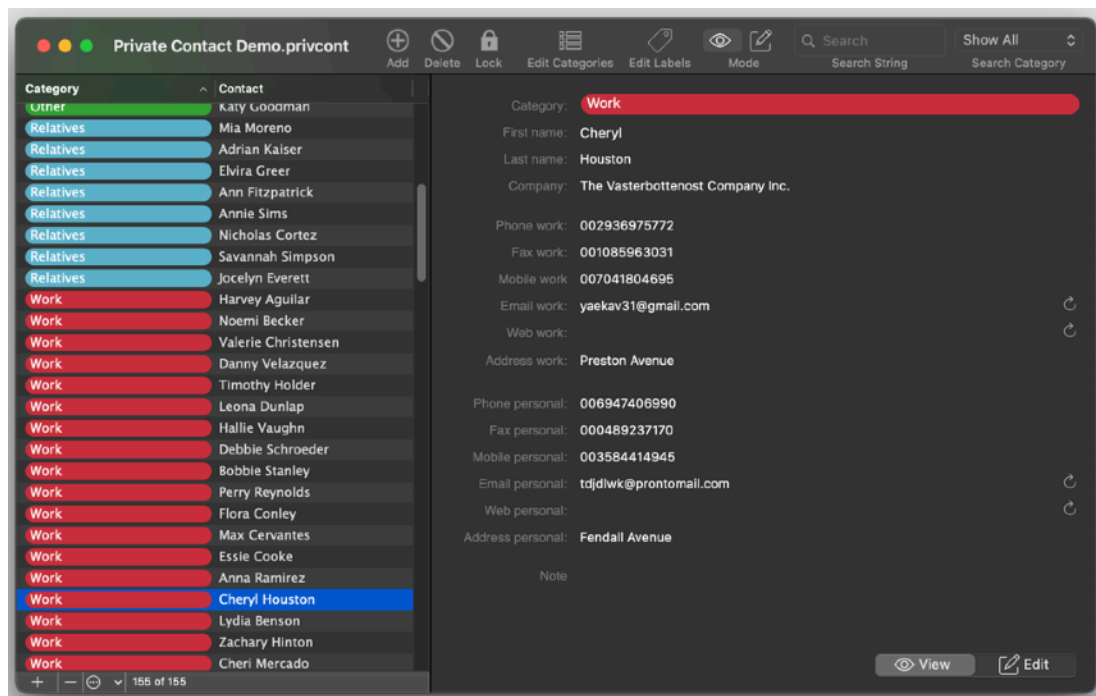 Private Contact Demo.privcont
Add Delete Lock Edit Categories Edit Labels Mode
Search
Search String
Show All
Search Category
Category Contact
Other Katy Goodman
Relatives Mia Moreno
Relatives Adrian Kaiser
Relatives Elvira Greer
Relatives Ann Fitzpatrick
Relatives Annie Sims
Relatives Nicholas Cortez
Relatives Savannah Simpson
Relatives Jocelyn Everett
Work Harvey Aguilar
Work Noemi Becker
Work Valerie Christensen
Work Danny Velazquez
Work Timothy Holder
Work Leona Dunlap
Work Hallie Vaughn
Work Debbie Schroeder
Work Bobbie Stanley
Work Perry Reynolds
Work Flora Conley
Work Max Cervantes
Work Essie Cooke
Work Anna Ramirez
Work Cheryl Houston
Work Lydia Benson
Work Zachary Hinton
Work Cheri Mercado
155 of 155
Category: Work
First name: Cheryl
Last name: Houston
Company: The Vasterbottenost Company Inc.
Phone work: 002936975772
Fax work: 001085963031
Mobile work 007041804695
Email work: yaekav31@gmail.com
Web work:
Address work: Preston Avenue
Phone personal: 006947406990
Fax personal: 000489237170
Mobile personal: 003584414945
Email personal: tdjdlwk@prontomail.com
Web personal:
Address personal: Fendall Avenue
Note
View Edit